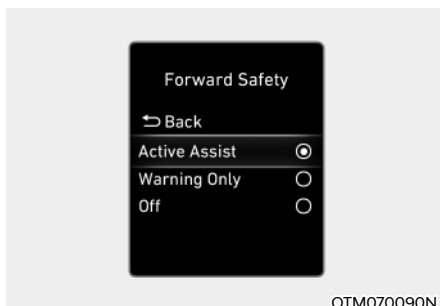 Forward Safety
Back
Active Assist
Warning Only
Off
OTM070090N